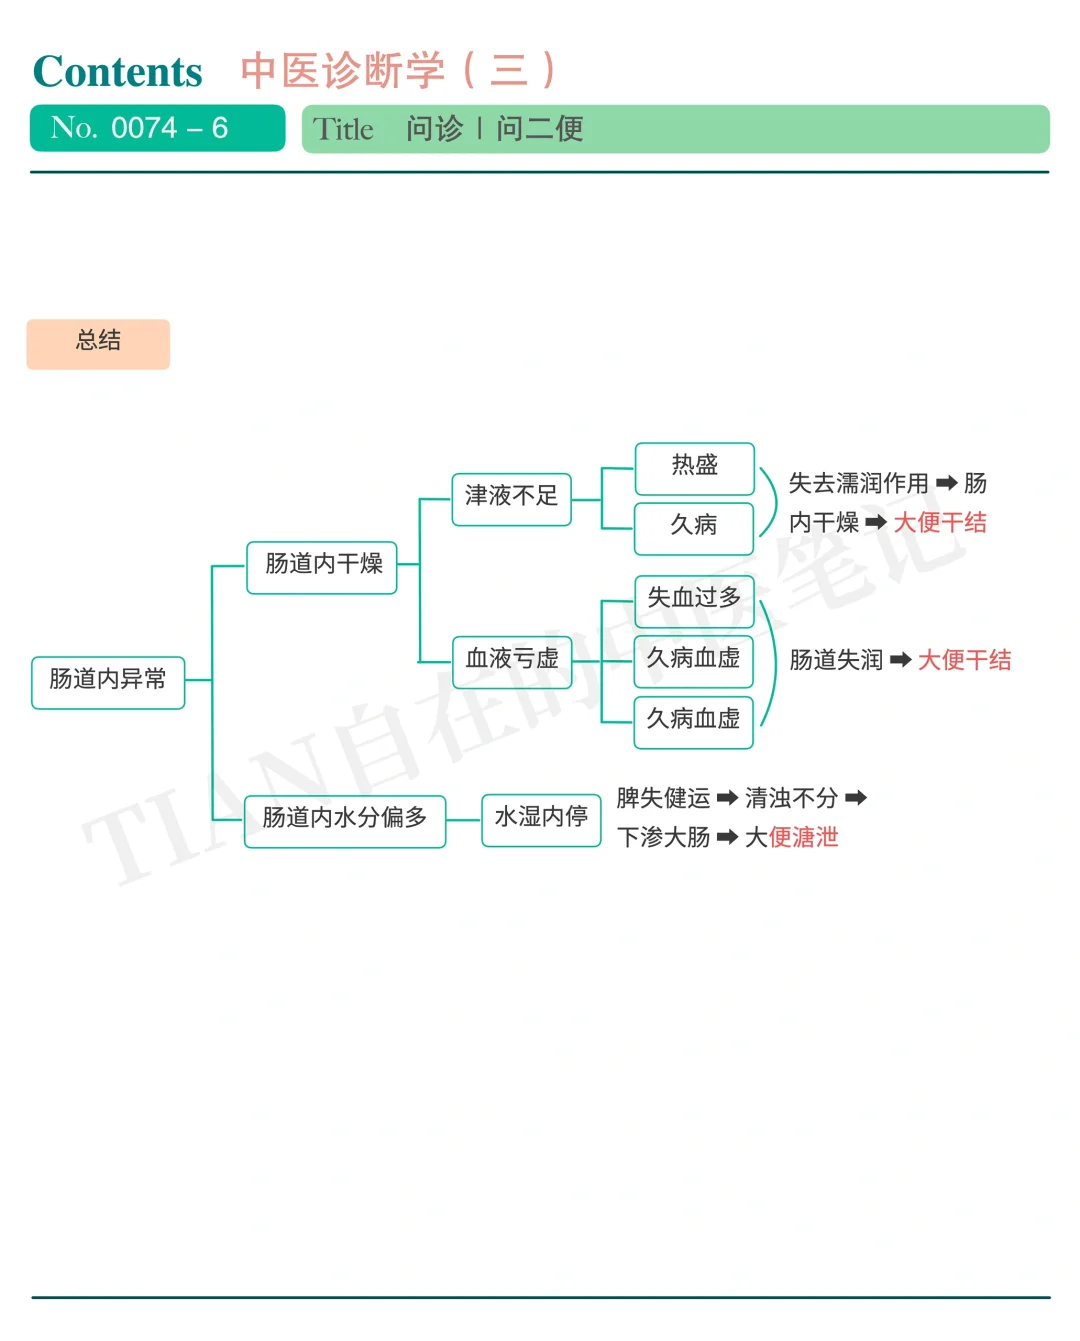 Contents 中医诊断学（三）
No. 0074 – 6
Title 问诊 | 问二便
总结
肠道内异常
肠道内干燥
津液不足
热盛
久病
失去濡润作用 ➡ 肠
内干燥 ➡ 大便干结
血液亏虚
失血过多
久病血虚
久病血虚
肠道失润 ➡ 大便干结
肠道内水分偏多
水湿内停
脾失健运 ➡ 清浊不分 ➡
下渗大肠 ➡ 大便溏泄
TIAN自在的中医笔记